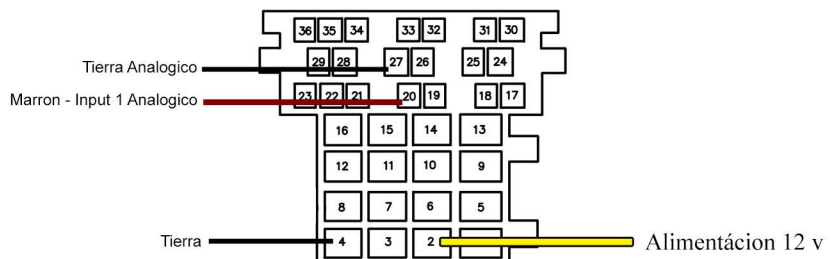 36 35 34 33 32 31 30
Tierra Analogico 29 28 27 26 25 24
Marron - Input 1 Analogico 23 22 21 20 19 18 17
16 15 14 13
12 11 10 9
8 7 6 5
Tierra 4 3 2 Alimentácion 12 v